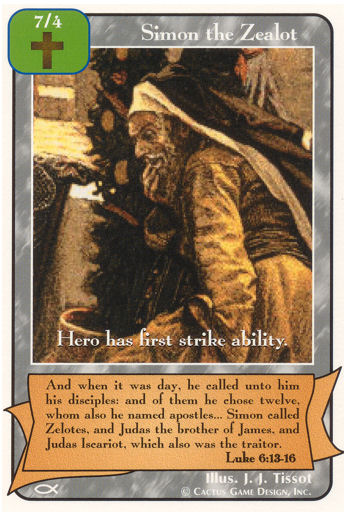 7/4
Simon the Zealot
Hero has first strike ability.
And when it was day, he called unto him
his disciples: and of them he chose twelve,
whom also he named apostles... Simon called
Zelotes, and Judas the brother of James, and
Judas Iscariot, which also was the traitor.
Luke 6:13-16
Illus. J. J. Tissot
© Cactus Game Design, Inc.